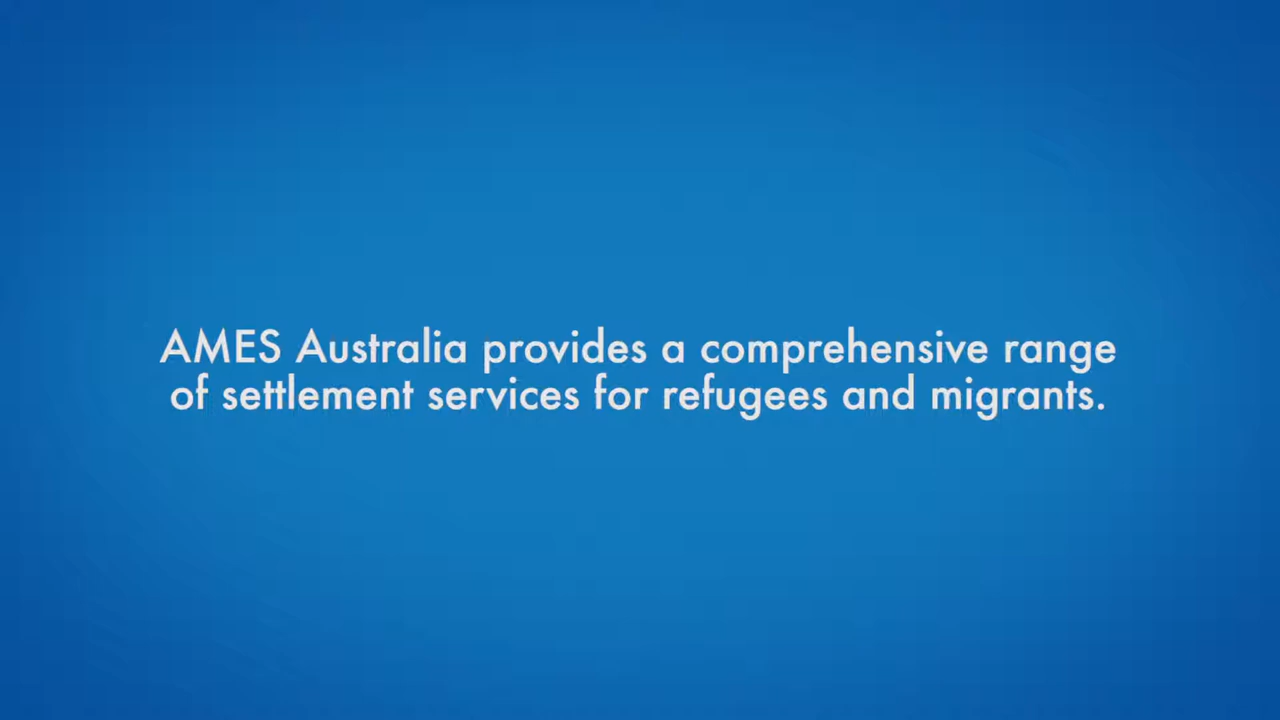 AMES Australia provides a comprehensive range
of settlement services for refugees and migrants.